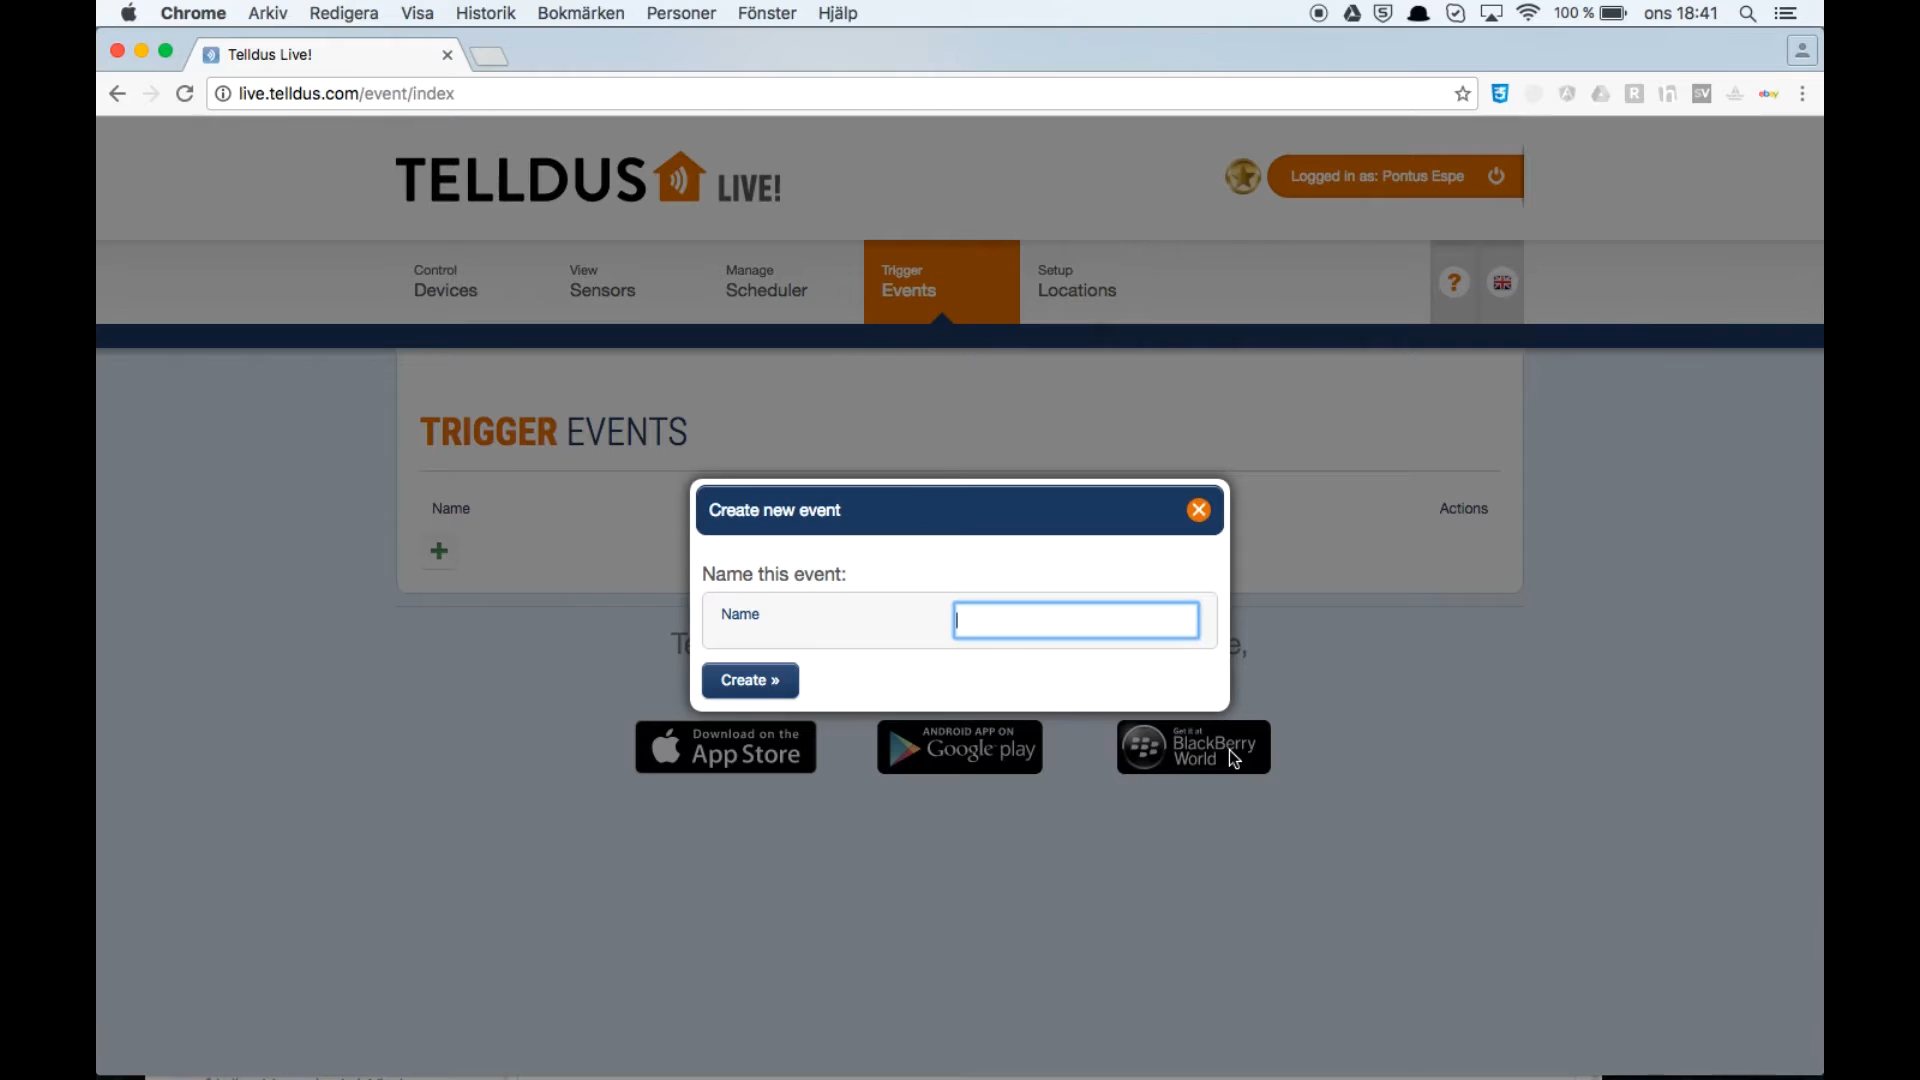 Chrome Arkiv Redigera Visa Historik Bokmärken Personer Fönster Hjälp 100 % ons 18:41
Telldus Live!
live.telldus.com/event/index
TELLDUS LIVE!
Logged in as: Pontus Espe
Control Devices
View Sensors
Manage Scheduler
Trigger Events
Setup Locations
?
TRIGGER EVENTS
Name Actions
Create new event
Name this event:
Name
Create »
Download on the App Store
ANDROID APP ON Google play
Get it at BlackBerry World